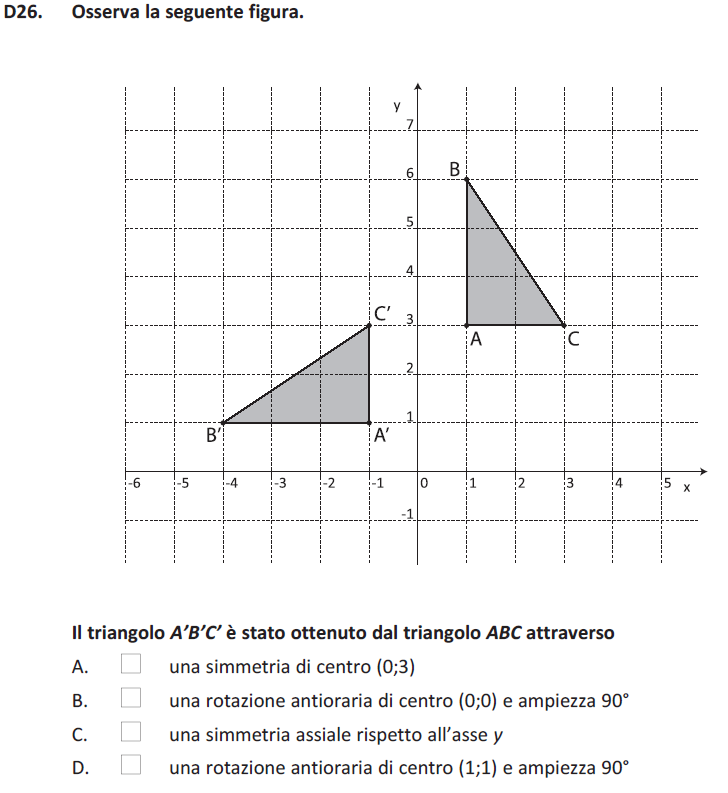 D26. Osserva la seguente figura.
y
7
6
B
5
4
C′
3
A
C
2
1
B′
A′
-6 -5 -4 -3 -2 -1 0 1 2 3 4 5 x
-1
Il triangolo A′B′C′ è stato ottenuto dal triangolo ABC attraverso
A. una simmetria di centro (0;3)
B. una rotazione antioraria di centro (0;0) e ampiezza 90°
C. una simmetria assiale rispetto all'asse y
D. una rotazione antioraria di centro (1;1) e ampiezza 90°